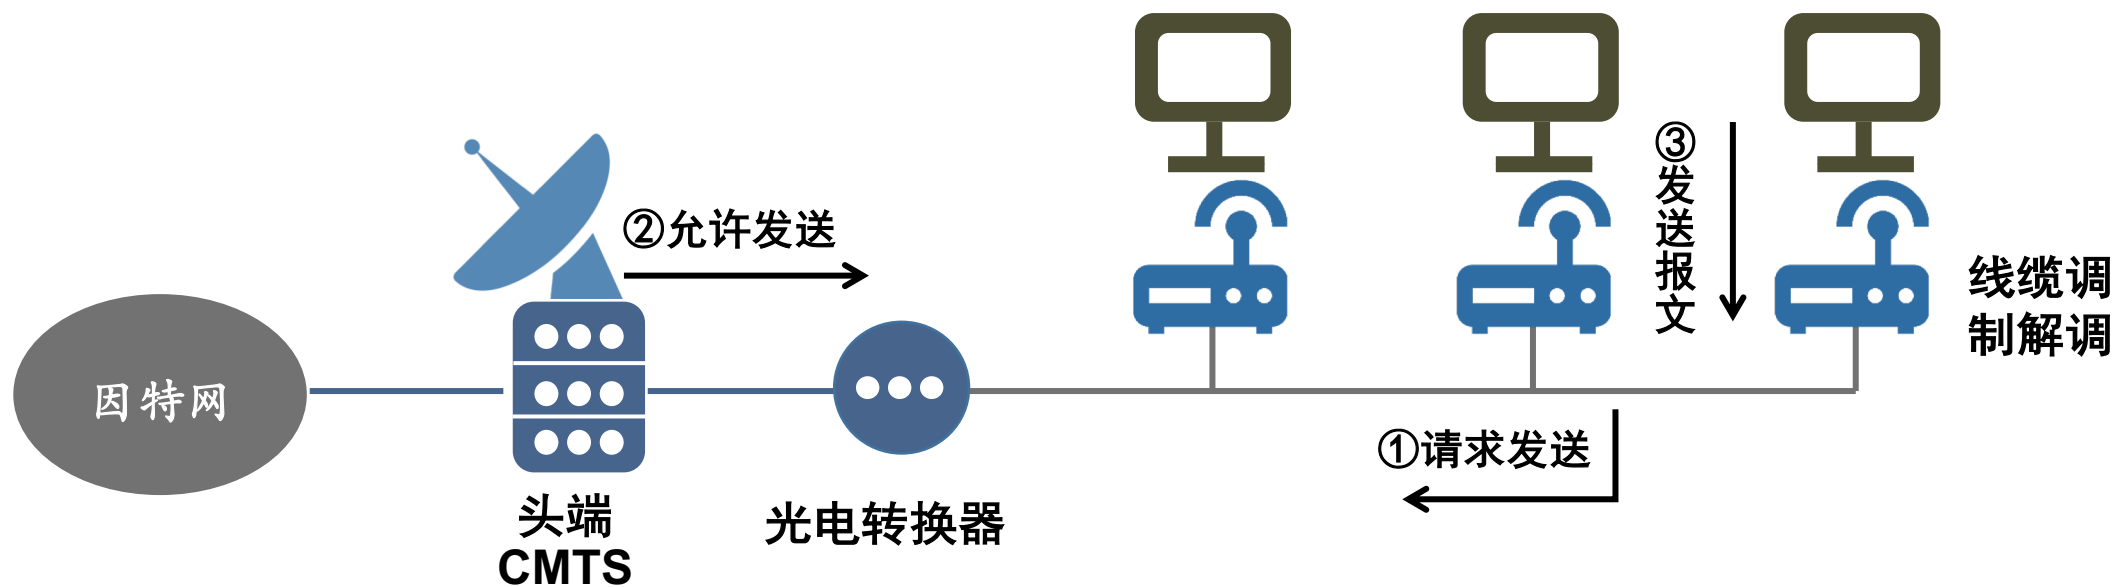 ②允许发送
③发送报文
因特网
头端
CMTS
光电转换器
①请求发送
线缆调
制解调